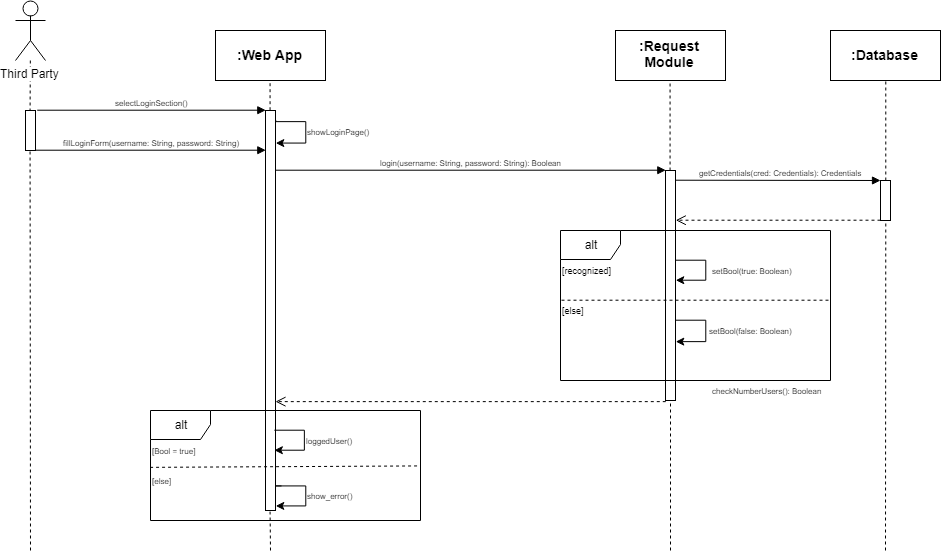 Third Party
:Web App
:Request
Module
:Database
selectLoginSection()
showLoginPage()
fillLoginForm(username: String, password: String)
login(username: String, password: String): Boolean
getCredentials(cred: Credentials): Credentials
alt
[recognized]
setBool(true: Boolean)
[else]
setBool(false: Boolean)
checkNumberUsers(): Boolean
alt
[Bool = true]
loggedUser()
[else]
show_error()